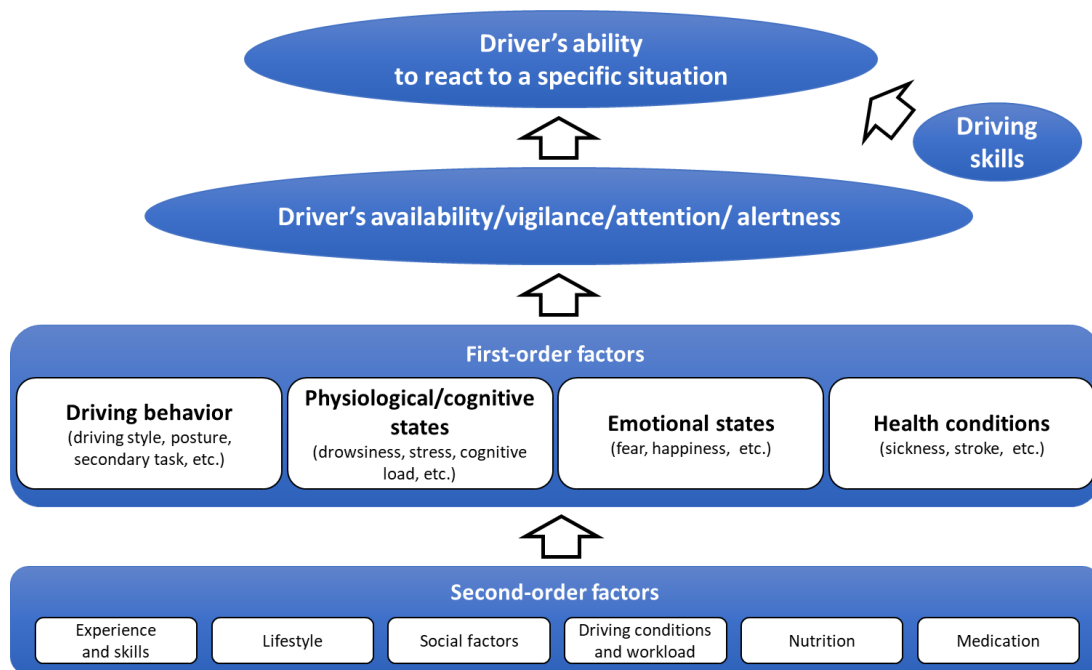 Driver's ability
to react to a specific situation
Driving
skills
Driver's availability/vigilance/attention/ alertness
First-order factors
Driving behavior
(driving style, posture,
secondary task, etc.)
Physiological/cognitive
states
(drowsiness, stress, cognitive
load, etc.)
Emotional states
(fear, happiness, etc.)
Health conditions
(sickness, stroke, etc.)
Second-order factors
Experience
and skills
Lifestyle
Social factors
Driving conditions
and workload
Nutrition
Medication